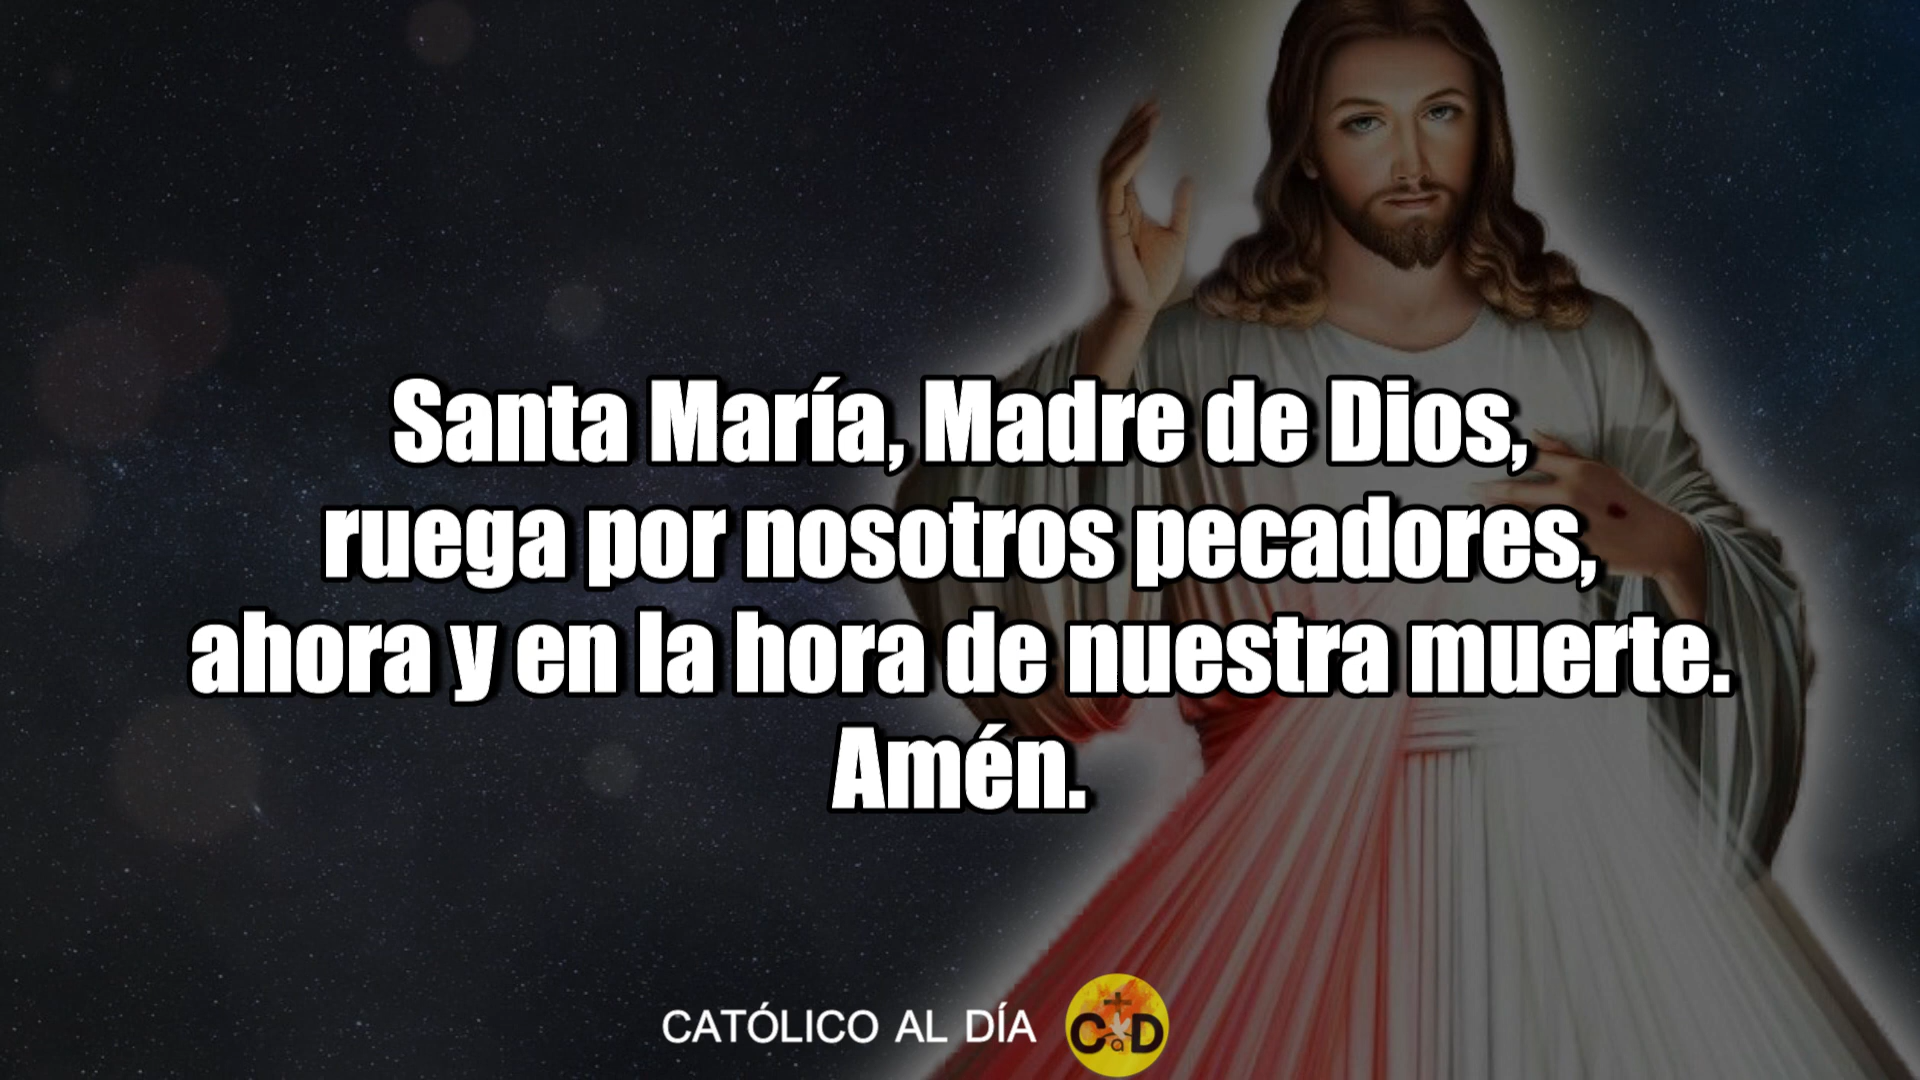 Santa María, Madre de Dios,
ruega por nosotros pecadores,
ahora y en la hora de nuestra muerte.
Amén.
CATÓLICO AL DÍA
CaD